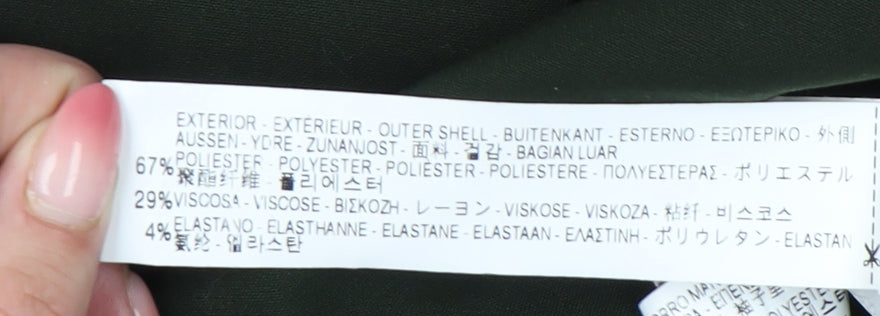 EXTERIOR - EXTÉRIEUR - OUTER SHELL - BUITENKANT - ESTERNO - ΕΞΩΤΕΡΙΚΟ - 外側
AUSSEN - YDRE - ZUNANJOST - 面料 - 겉감 - BAGIAN LUAR
67% POLIESTER - POLYESTER - POLIÉSTER - POLIESTERE - ΠΟΛΥΕΣΤΕΡΑΣ - ポリエステル
聚酯纤维 - 폴리에스터
29% VISCOSA - VISCOSE - ΒΙΣΚΟΖΗ - レーヨン - VISKOSE - VISKOZA - 粘纤 - 비스코스
4% ELASTANO - ELASTHANNE - ELASTANE - ELASTAAN - ΕΛΑΣΤΙΝΗ - ポリウレタン - ELASTAN
氨纶 - 엘라스탄